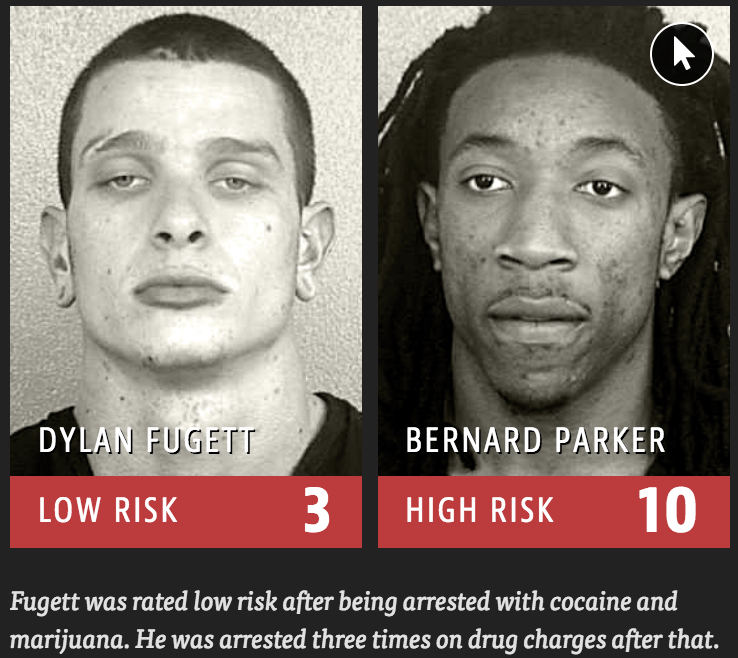 DYLAN FUGETT
LOW RISK 3
BERNARD PARKER
HIGH RISK 10
Fugett was rated low risk after being arrested with cocaine and
marijuana. He was arrested three times on drug charges after that.